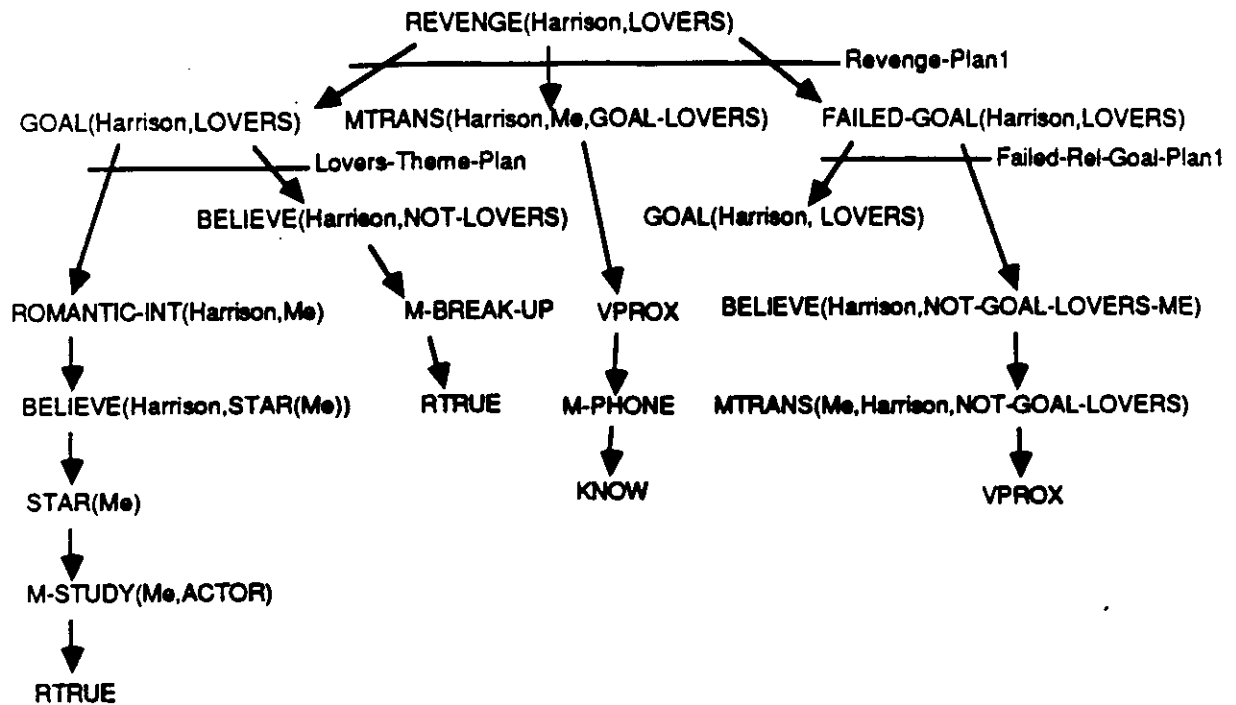 REVENGE(Harrison,LOVERS)
Revenge-Plan1
GOAL(Harrison,LOVERS) MTRANS(Harrison,Me,GOAL-LOVERS) FAILED-GOAL(Harrison,LOVERS)
Lovers-Theme-Plan Failed-Rel-Goal-Plan1
BELIEVE(Harrison,NOT-LOVERS) GOAL(Harrison, LOVERS)
ROMANTIC-INT(Harrison,Me) M-BREAK-UP VPROX BELIEVE(Harrison,NOT-GOAL-LOVERS-ME)
BELIEVE(Harrison,STAR(Me)) RTRUE M-PHONE MTRANS(Me,Harrison,NOT-GOAL-LOVERS)
KNOW VPROX
STAR(Me)
M-STUDY(Me,ACTOR)
RTRUE